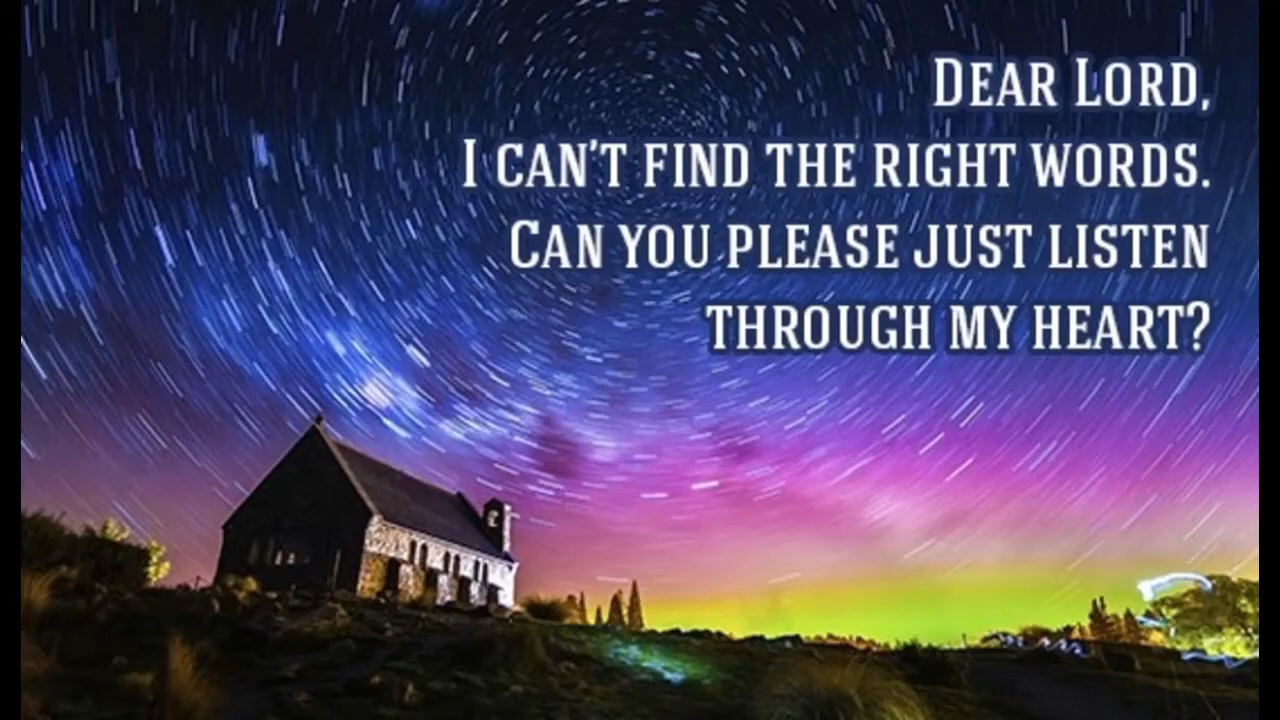 Dear Lord,
I can't find the right words.
Can you please just listen
through my heart?